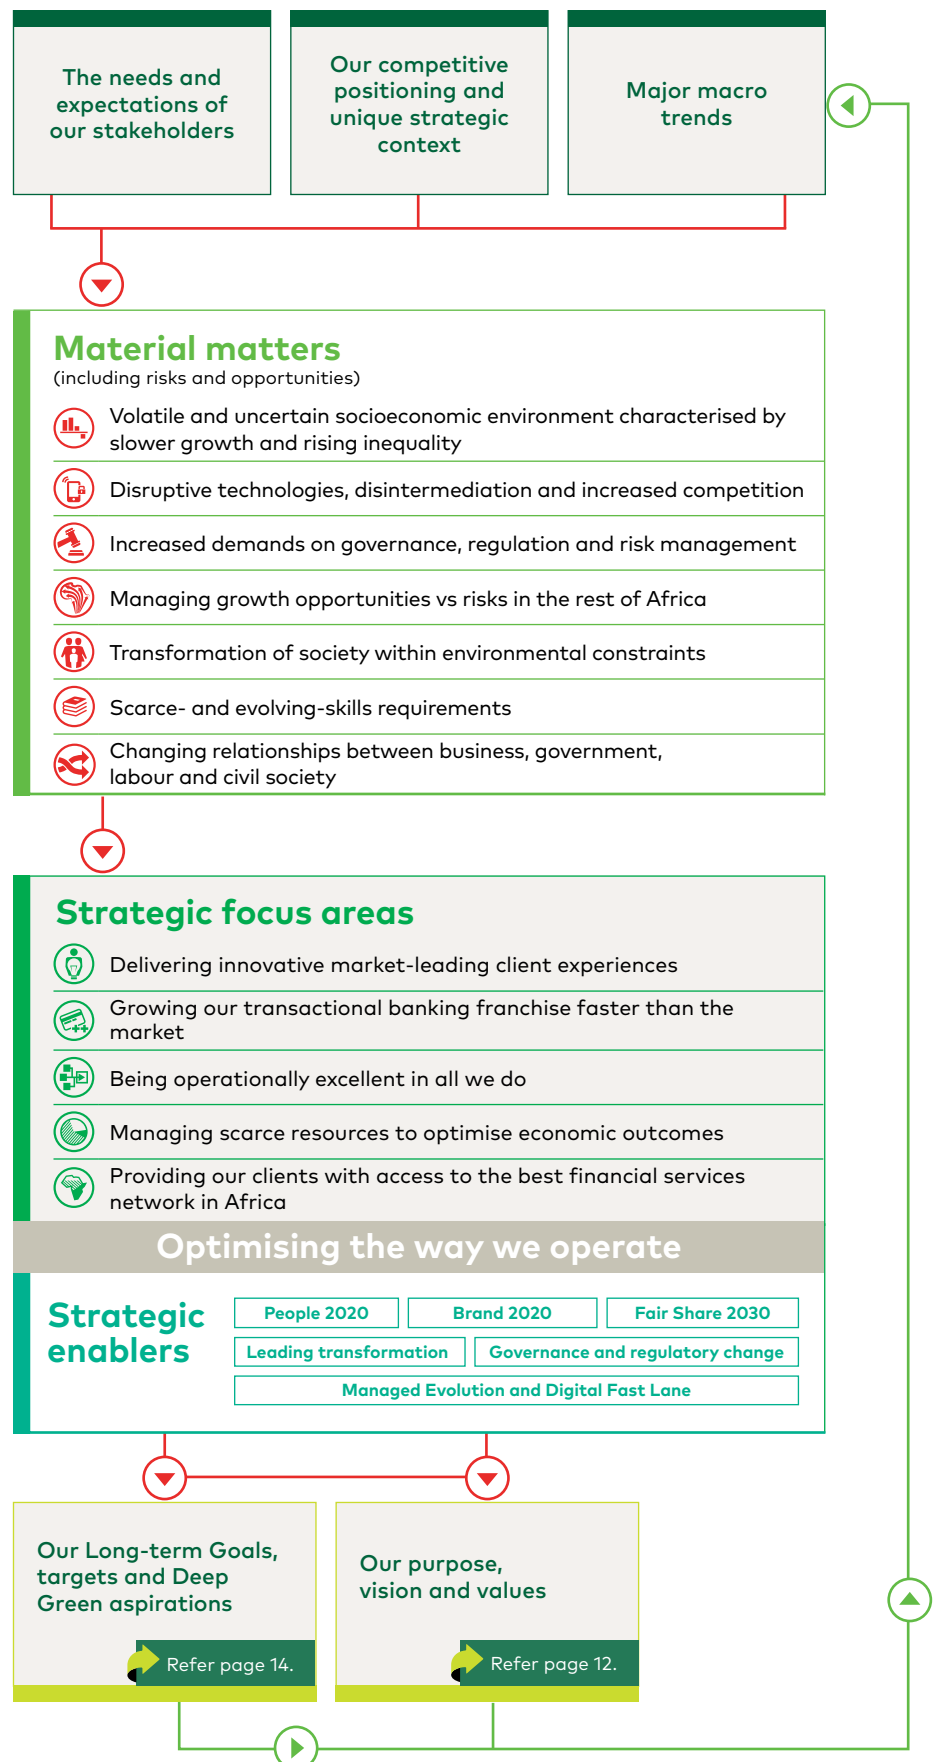 The needs and
expectations of
our stakeholders
Our competitive
positioning and
unique strategic
context
Major macro
trends
Material matters
(including risks and opportunities)
Volatile and uncertain socioeconomic environment characterised by
slower growth and rising inequality
Disruptive technologies, disintermediation and increased competition
Increased demands on governance, regulation and risk management
Managing growth opportunities vs risks in the rest of Africa
Transformation of society within environmental constraints
Scarce- and evolving-skills requirements
Changing relationships between business, government,
labour and civil society
Strategic focus areas
Delivering innovative market-leading client experiences
Growing our transactional banking franchise faster than the
market
Being operationally excellent in all we do
Managing scarce resources to optimise economic outcomes
Providing our clients with access to the best financial services
network in Africa
Optimising the way we operate
Strategic
enablers
People 2020
Brand 2020
Fair Share 2030
Leading transformation
Governance and regulatory change
Managed Evolution and Digital Fast Lane
Our Long-term Goals,
targets and Deep
Green aspirations
Refer page 14.
Our purpose,
vision and values
Refer page 12.